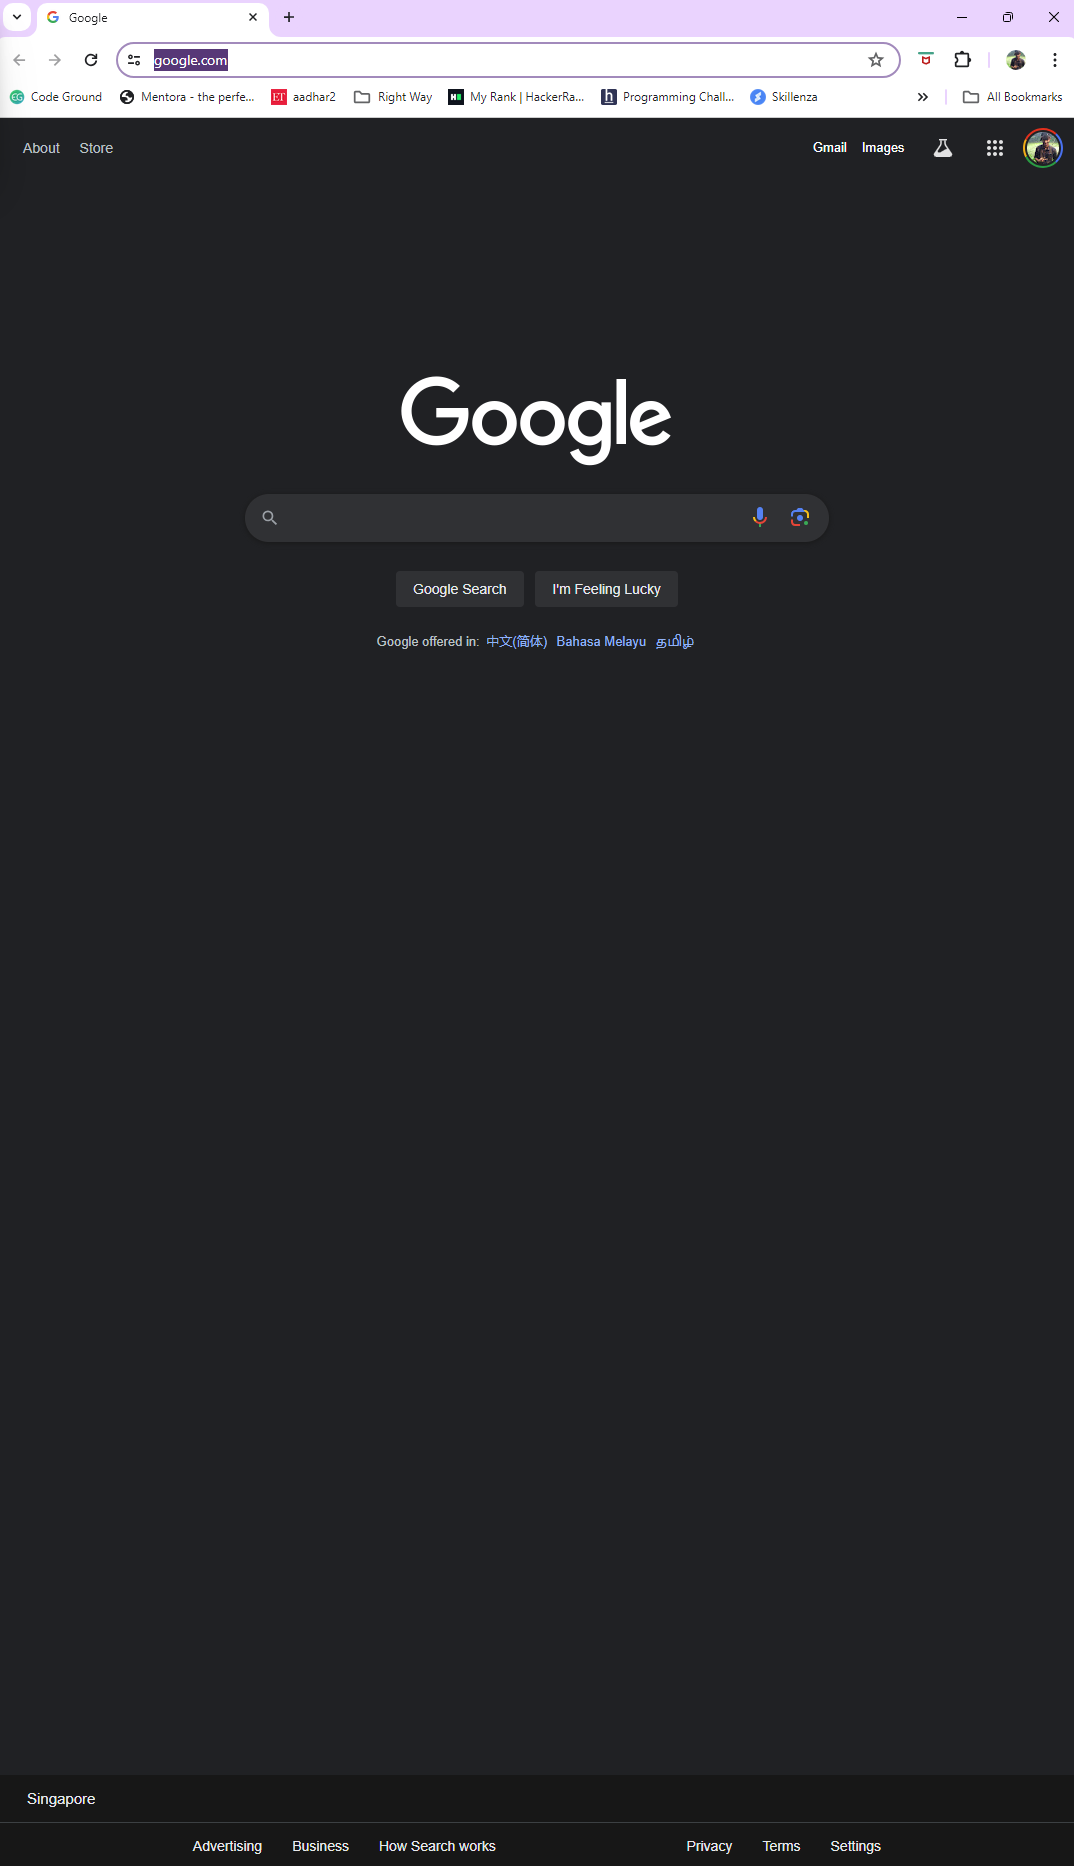 Google
google.com
Code Ground Mentora - the perfe... ET aadhar2 Right Way H My Rank | HackerRa... h Programming Chall... Skillenza All Bookmarks
About Store Gmail Images
Google
Google Search I'm Feeling Lucky
Google offered in: 中文(简体) Bahasa Melayu தமிழ்
Singapore
Advertising Business How Search works Privacy Terms Settings